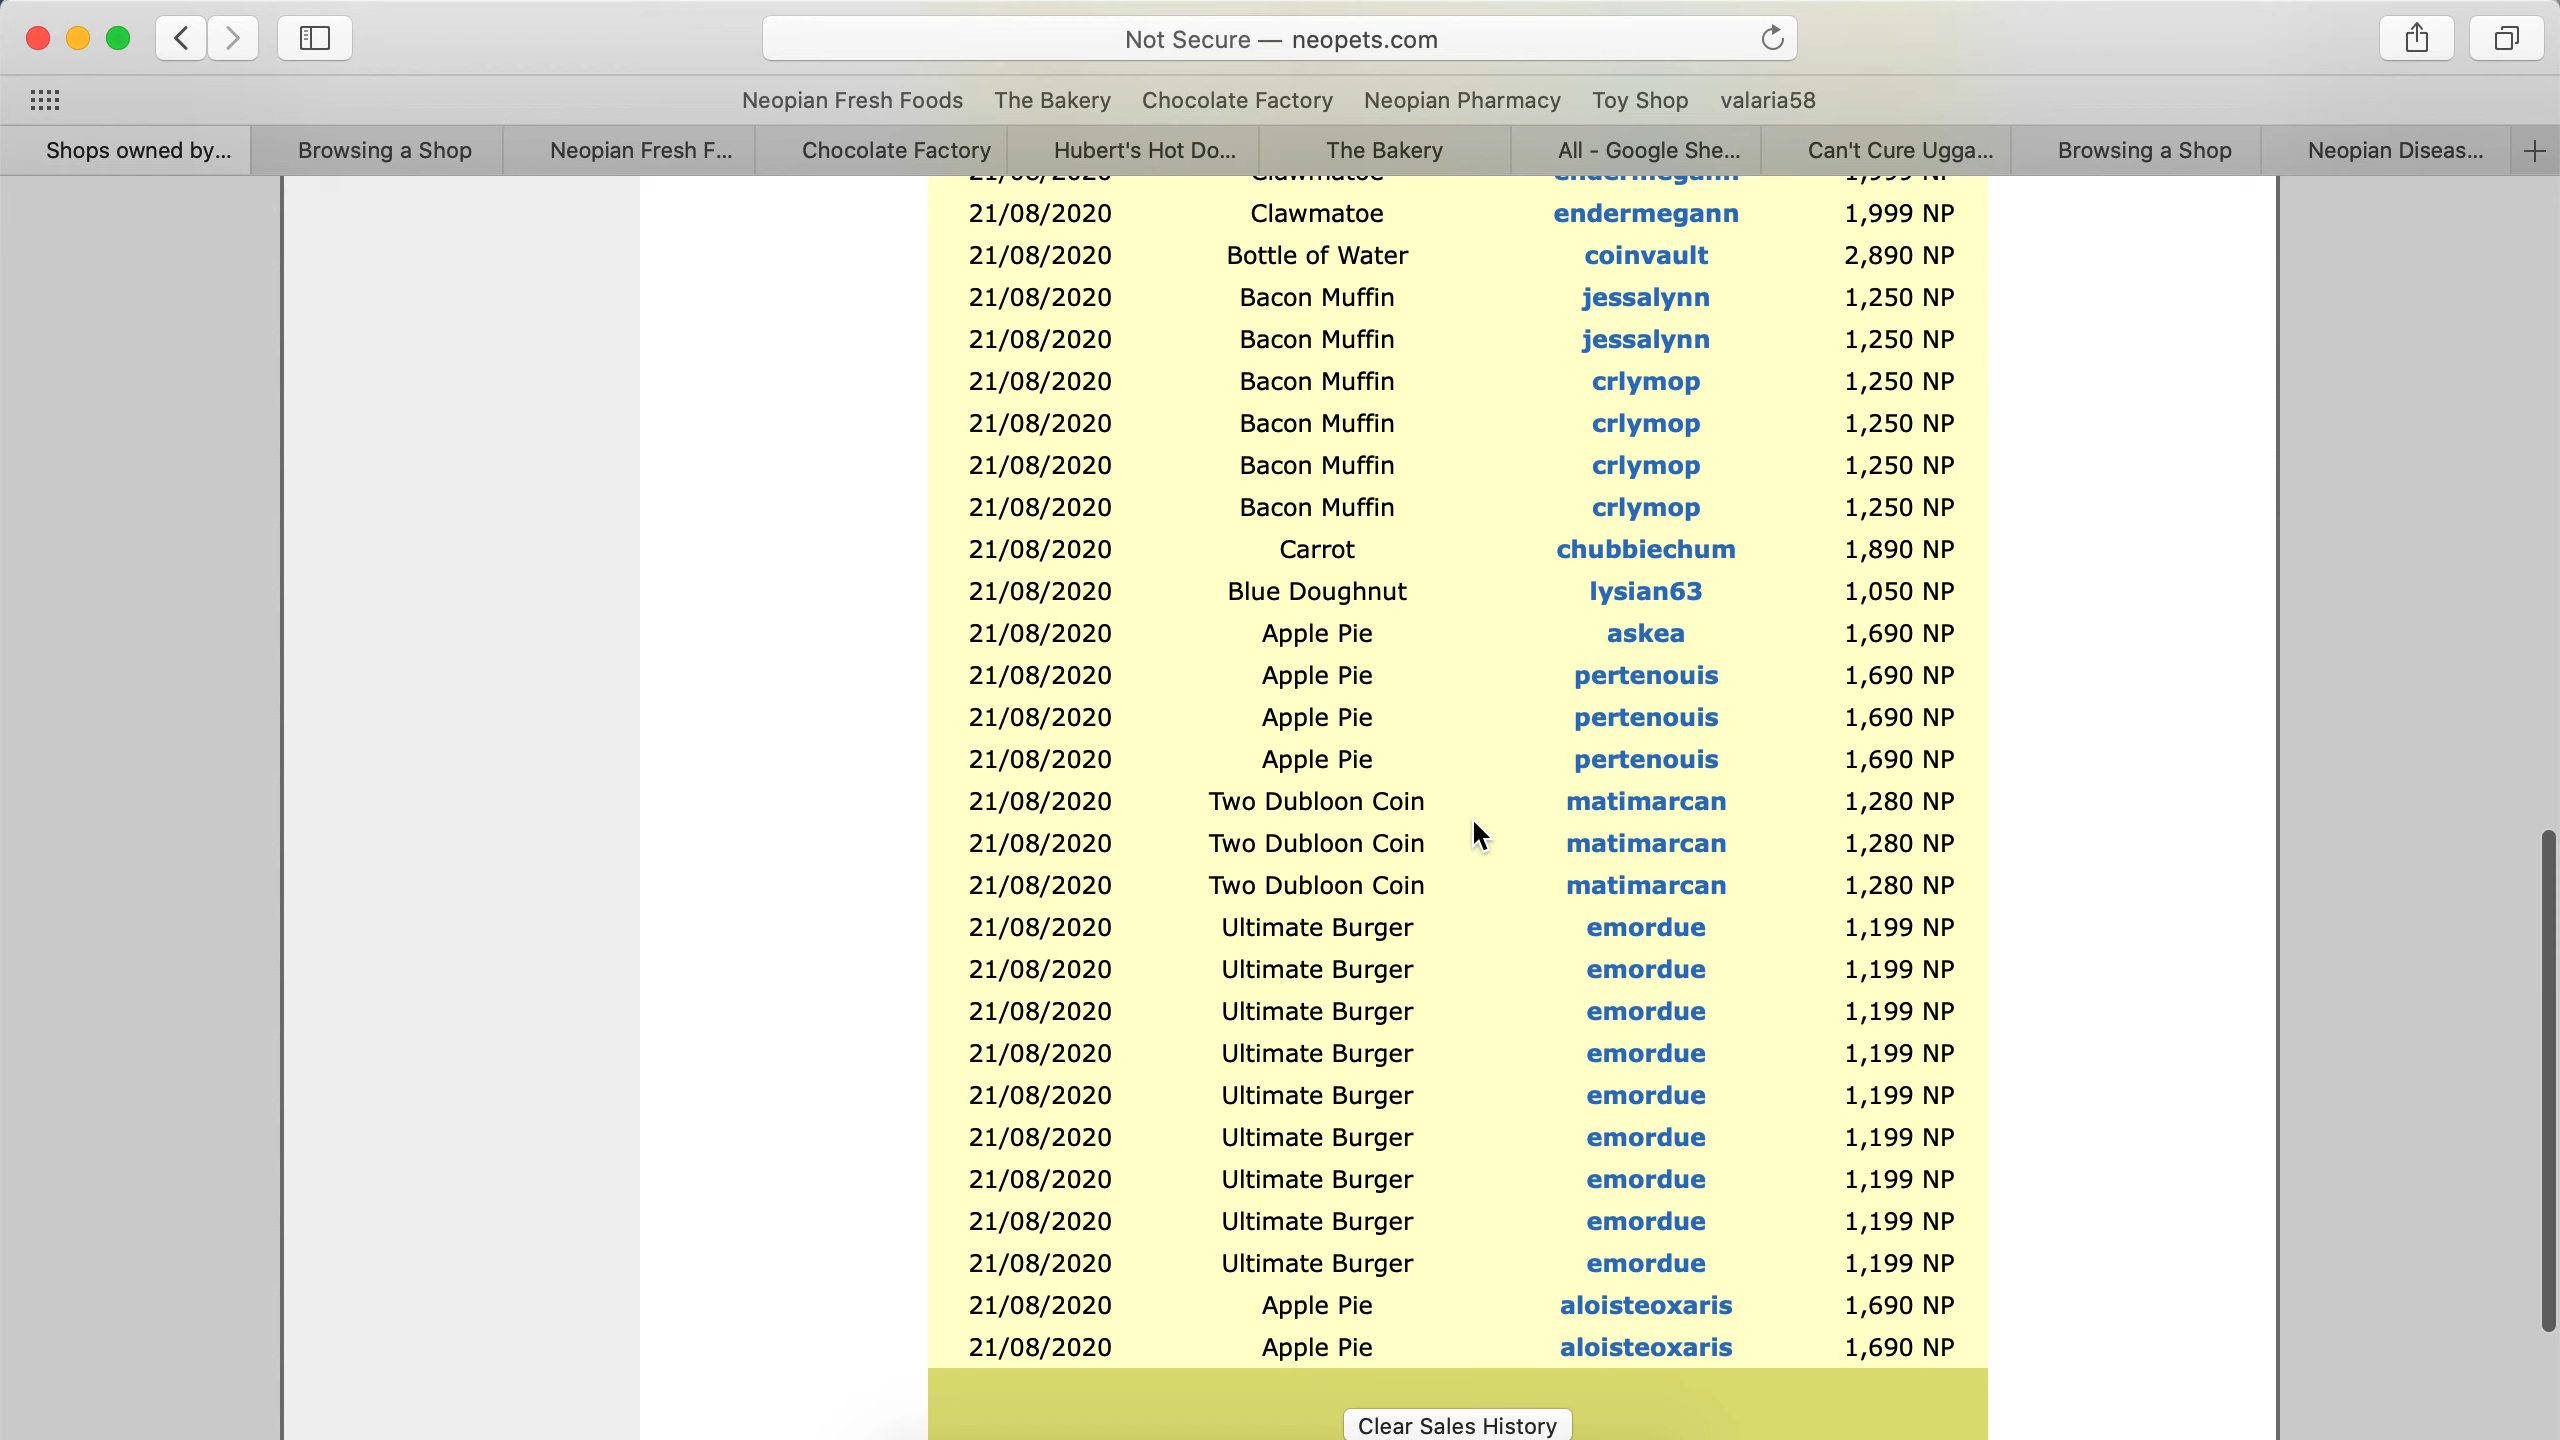 Not Secure — neopets.com
Neopian Fresh Foods The Bakery Chocolate Factory Neopian Pharmacy Toy Shop valaria58
Shops owned by... Browsing a Shop Neopian Fresh F... Chocolate Factory Hubert's Hot Do... The Bakery All - Google She... Can't Cure Ugga... Browsing a Shop Neopian Diseas...
21/08/2020 Clawmatoe endermegann 1,999 NP
21/08/2020 Clawmatoe endermegann 1,999 NP
21/08/2020 Bottle of Water coinvault 2,890 NP
21/08/2020 Bacon Muffin jessalynn 1,250 NP
21/08/2020 Bacon Muffin jessalynn 1,250 NP
21/08/2020 Bacon Muffin crlymop 1,250 NP
21/08/2020 Bacon Muffin crlymop 1,250 NP
21/08/2020 Bacon Muffin crlymop 1,250 NP
21/08/2020 Bacon Muffin crlymop 1,250 NP
21/08/2020 Carrot chubbiechum 1,890 NP
21/08/2020 Blue Doughnut lysian63 1,050 NP
21/08/2020 Apple Pie askea 1,690 NP
21/08/2020 Apple Pie pertenouis 1,690 NP
21/08/2020 Apple Pie pertenouis 1,690 NP
21/08/2020 Apple Pie pertenouis 1,690 NP
21/08/2020 Two Dubloon Coin matimarcan 1,280 NP
21/08/2020 Two Dubloon Coin matimarcan 1,280 NP
21/08/2020 Two Dubloon Coin matimarcan 1,280 NP
21/08/2020 Ultimate Burger emordue 1,199 NP
21/08/2020 Ultimate Burger emordue 1,199 NP
21/08/2020 Ultimate Burger emordue 1,199 NP
21/08/2020 Ultimate Burger emordue 1,199 NP
21/08/2020 Ultimate Burger emordue 1,199 NP
21/08/2020 Ultimate Burger emordue 1,199 NP
21/08/2020 Ultimate Burger emordue 1,199 NP
21/08/2020 Ultimate Burger emordue 1,199 NP
21/08/2020 Ultimate Burger emordue 1,199 NP
21/08/2020 Apple Pie aloisteoxaris 1,690 NP
21/08/2020 Apple Pie aloisteoxaris 1,690 NP
Clear Sales History